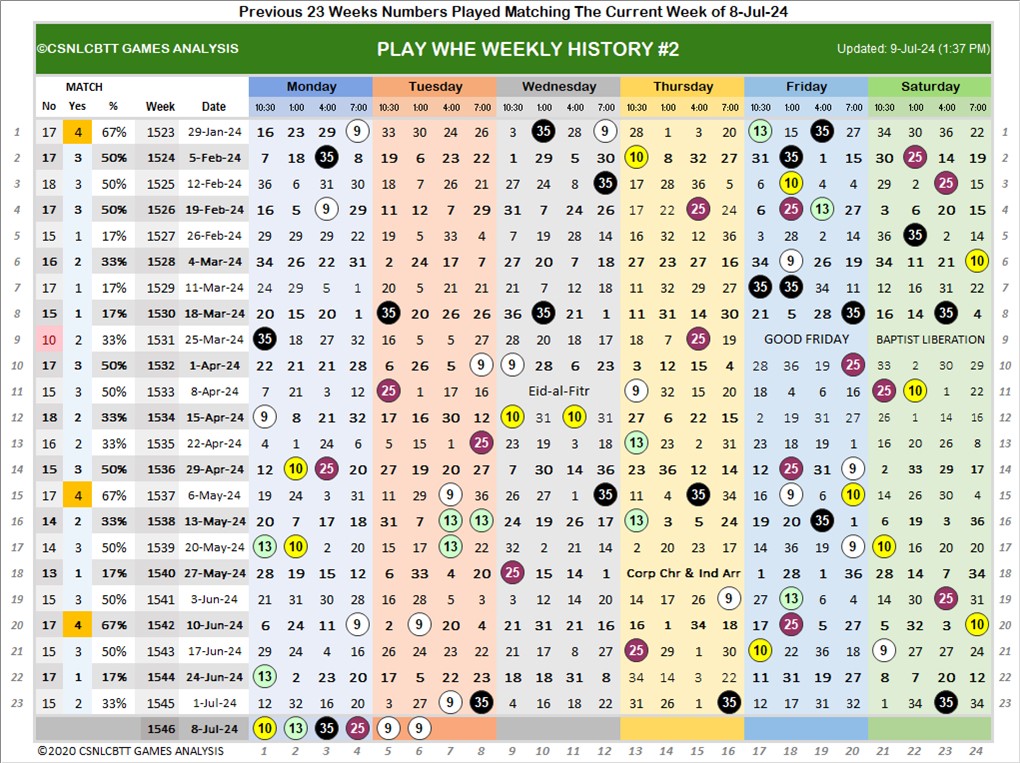 Previous 23 Weeks Numbers Played Matching The Current Week of 8-Jul-24
©CSNLCBTT GAMES ANALYSIS PLAY WHE WEEKLY HISTORY #2 Updated: 9-Jul-24 (1:37 PM)
MATCH Monday Tuesday Wednesday Thursday Friday Saturday
No Yes % Week Date 10:30 1:00 4:00 7:00 10:30 1:00 4:00 7:00 10:30 1:00 4:00 7:00 10:30 1:00 4:00 7:00 10:30 1:00 4:00 7:00 10:30 1:00 4:00 7:00
1 17 4 67% 1523 29-Jan-24 16 23 29 9 33 30 24 26 3 35 28 9 28 1 3 20 13 15 35 27 34 30 36 22 1
2 17 3 50% 1524 5-Feb-24 7 18 35 8 19 6 23 22 1 29 5 30 10 8 32 27 31 35 1 15 30 25 14 19 2
3 18 3 50% 1525 12-Feb-24 36 6 31 30 18 7 26 21 27 24 8 35 17 28 36 5 6 10 4 4 29 2 25 15 3
4 17 3 50% 1526 19-Feb-24 16 5 9 29 11 12 7 29 31 7 24 26 17 22 25 24 6 25 13 27 3 6 20 15 4
5 15 1 17% 1527 26-Feb-24 29 29 29 22 19 5 33 4 7 19 28 14 16 32 12 36 3 28 2 14 36 35 2 14 5
6 16 2 33% 1528 4-Mar-24 34 26 22 31 2 24 17 7 27 20 7 18 27 23 27 16 34 9 26 19 34 11 21 10 6
7 17 1 17% 1529 11-Mar-24 24 29 5 1 20 5 21 21 21 7 12 18 11 32 29 27 35 35 34 11 12 16 31 22 7
8 15 1 17% 1530 18-Mar-24 20 15 20 1 35 20 26 26 36 35 21 1 11 31 14 30 21 5 28 35 16 14 35 4 8
9 10 2 33% 1531 25-Mar-24 35 18 27 32 16 5 5 27 28 20 18 17 18 7 25 19 GOOD FRIDAY BAPTIST LIBERATION 9
10 17 3 50% 1532 1-Apr-24 22 21 21 28 6 26 5 9 9 28 6 23 3 12 15 4 28 36 19 25 33 2 30 29 10
11 15 3 50% 1533 8-Apr-24 7 21 3 12 25 1 17 16 Eid-al-Fitr 9 32 15 20 18 4 6 16 25 10 1 22 11
12 18 2 33% 1534 15-Apr-24 9 8 21 32 17 16 30 12 10 31 10 31 27 6 22 15 2 19 31 27 26 1 14 16 12
13 16 2 33% 1535 22-Apr-24 4 1 24 6 5 15 1 25 23 19 3 18 13 23 2 31 23 18 19 1 16 20 26 8 13
14 15 3 50% 1536 29-Apr-24 12 10 25 20 27 19 20 27 7 30 14 36 23 36 12 14 12 25 31 9 2 33 29 17 14
15 17 4 67% 1537 6-May-24 19 24 3 31 11 29 9 36 26 27 1 35 11 4 35 34 16 9 6 10 14 26 30 4 15
16 14 2 33% 1538 13-May-24 20 7 17 18 31 7 13 13 24 19 26 17 13 3 5 24 19 20 35 1 6 19 3 36 16
17 14 3 50% 1539 20-May-24 13 10 2 20 15 17 13 22 32 2 21 14 2 20 23 17 14 36 19 9 10 16 20 20 17
18 13 1 17% 1540 27-May-24 28 19 15 12 6 33 4 20 25 15 14 1 Corp Chr & Ind Arr 1 28 1 36 28 14 7 34 18
19 15 3 50% 1541 3-Jun-24 21 31 30 28 16 28 5 3 3 12 14 20 14 17 26 9 27 13 6 4 14 30 25 31 19
20 17 4 67% 1542 10-Jun-24 6 24 11 9 2 9 20 4 21 31 21 16 16 1 34 18 17 25 5 27 5 32 3 10 20
21 15 3 50% 1543 17-Jun-24 29 24 4 16 26 24 23 22 21 17 8 27 25 29 1 30 10 22 36 18 9 27 27 24 21
22 17 1 17% 1544 24-Jun-24 13 2 23 20 17 5 22 23 18 18 31 8 34 14 3 22 11 31 19 27 8 7 20 12 22
23 15 2 33% 1545 1-Jul-24 12 32 16 20 3 27 9 35 4 16 18 22 31 26 1 35 12 17 31 32 1 34 35 34 23
1546 8-Jul-24 10 13 35 25 9 9
©2020 CSNLCBTT GAMES ANALYSIS 1 2 3 4 5 6 7 8 9 10 11 12 13 14 15 16 17 18 19 20 21 22 23 24